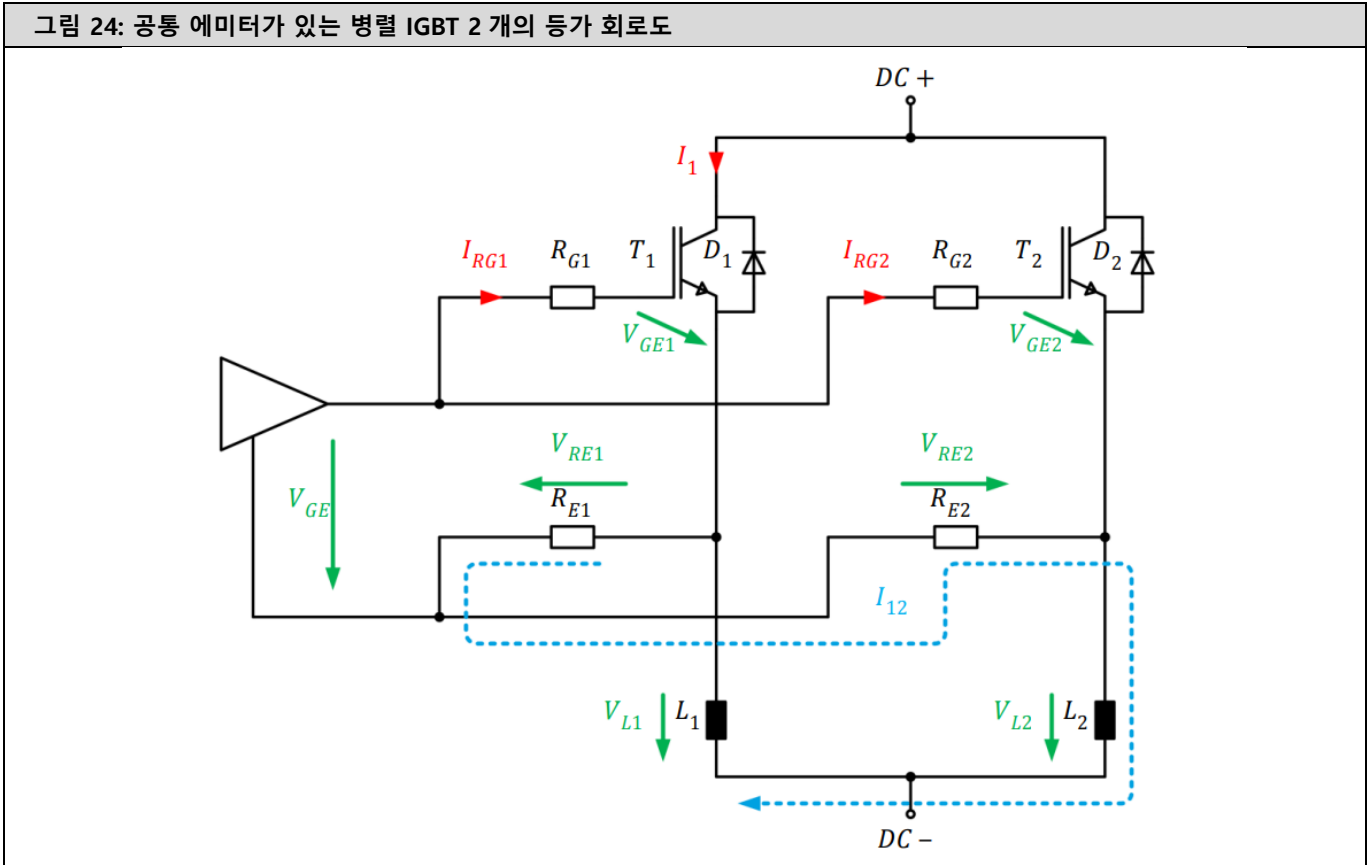 그림 24: 공통 에미터가 있는 병렬 IGBT 2 개의 등가 회로도
DC +
I1
IRG1
RG1
T1
D1
IRG2
RG2
T2
D2
VGE1
VGE2
VRE1
VRE2
VGE
RE1
RE2
I12
VL1
L1
VL2
L2
DC −